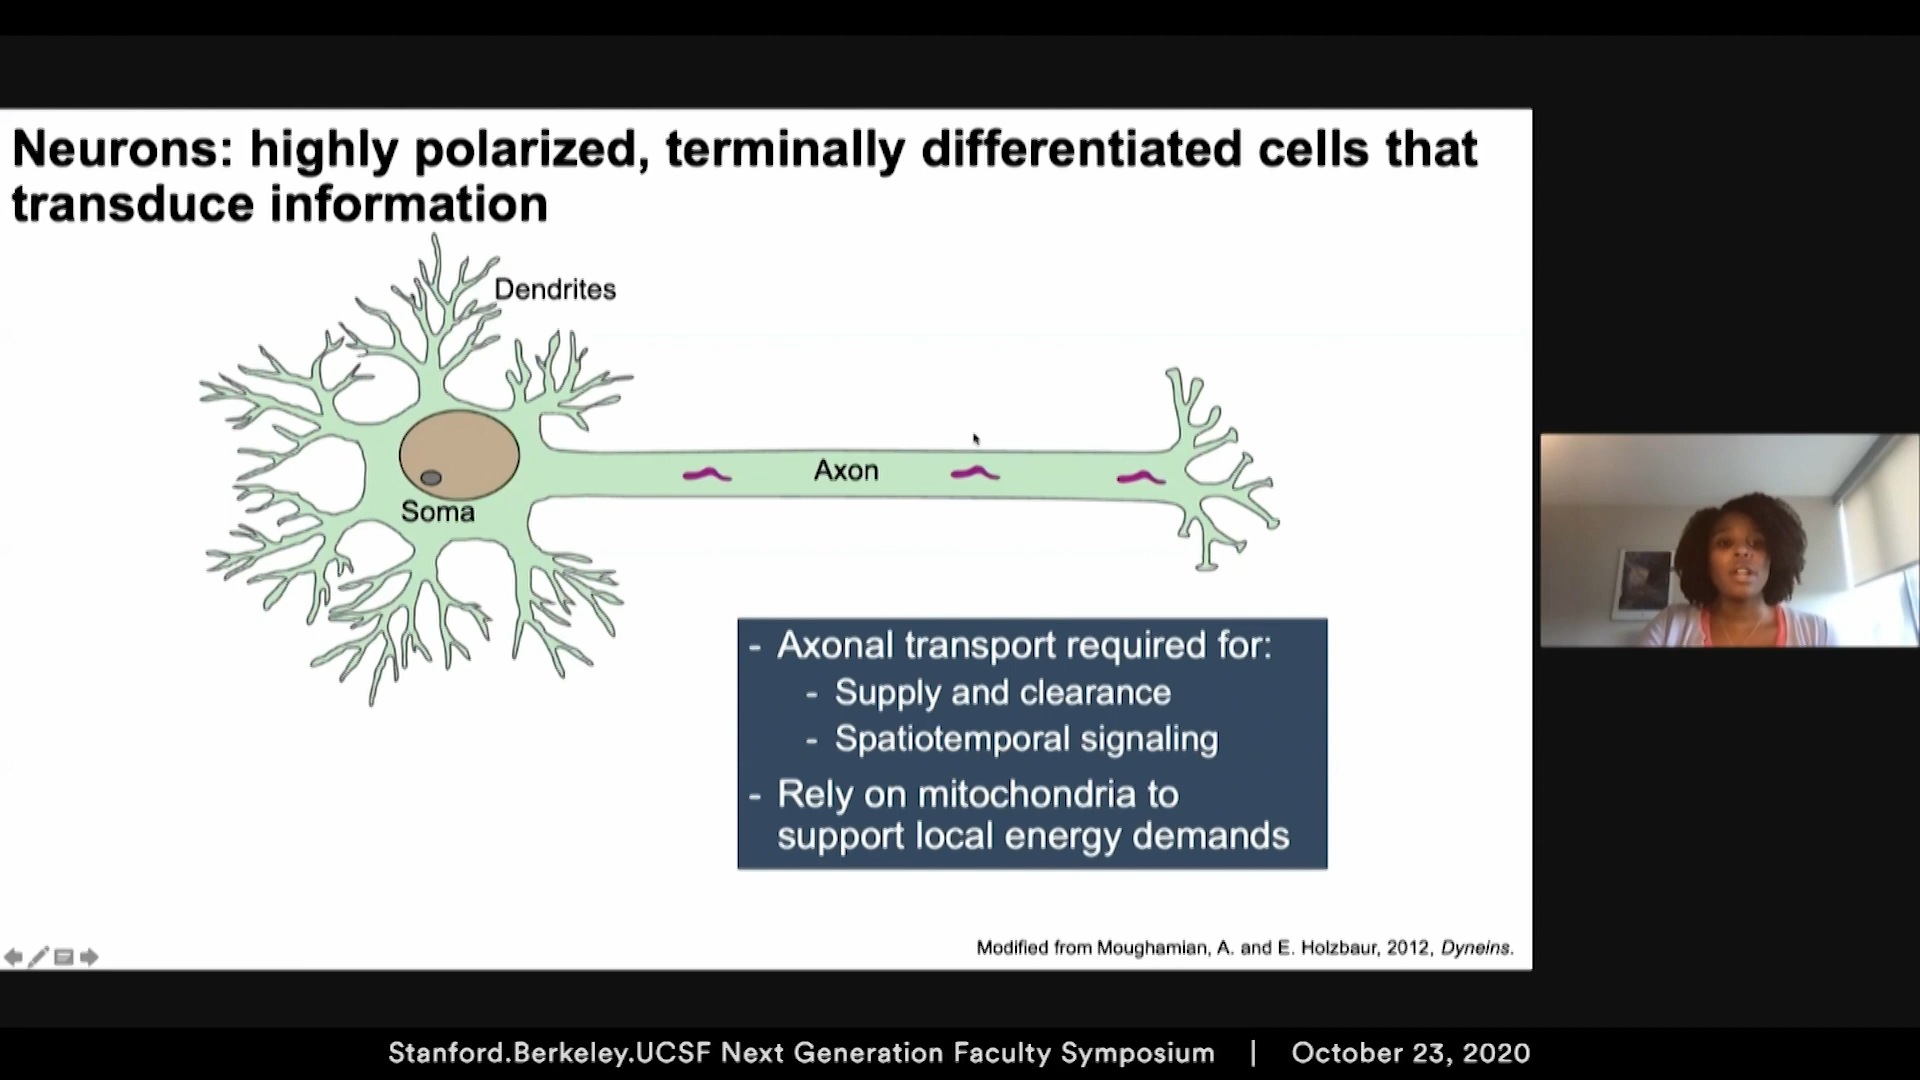 Neurons: highly polarized, terminally differentiated cells that
transduce information
Dendrites
Axon
Soma
- Axonal transport required for:
- Supply and clearance
- Spatiotemporal signaling
- Rely on mitochondria to
support local energy demands
Modified from Moughamian, A. and E. Holzbaur, 2012, Dyneins.
Stanford.Berkeley.UCSF Next Generation Faculty Symposium | October 23, 2020